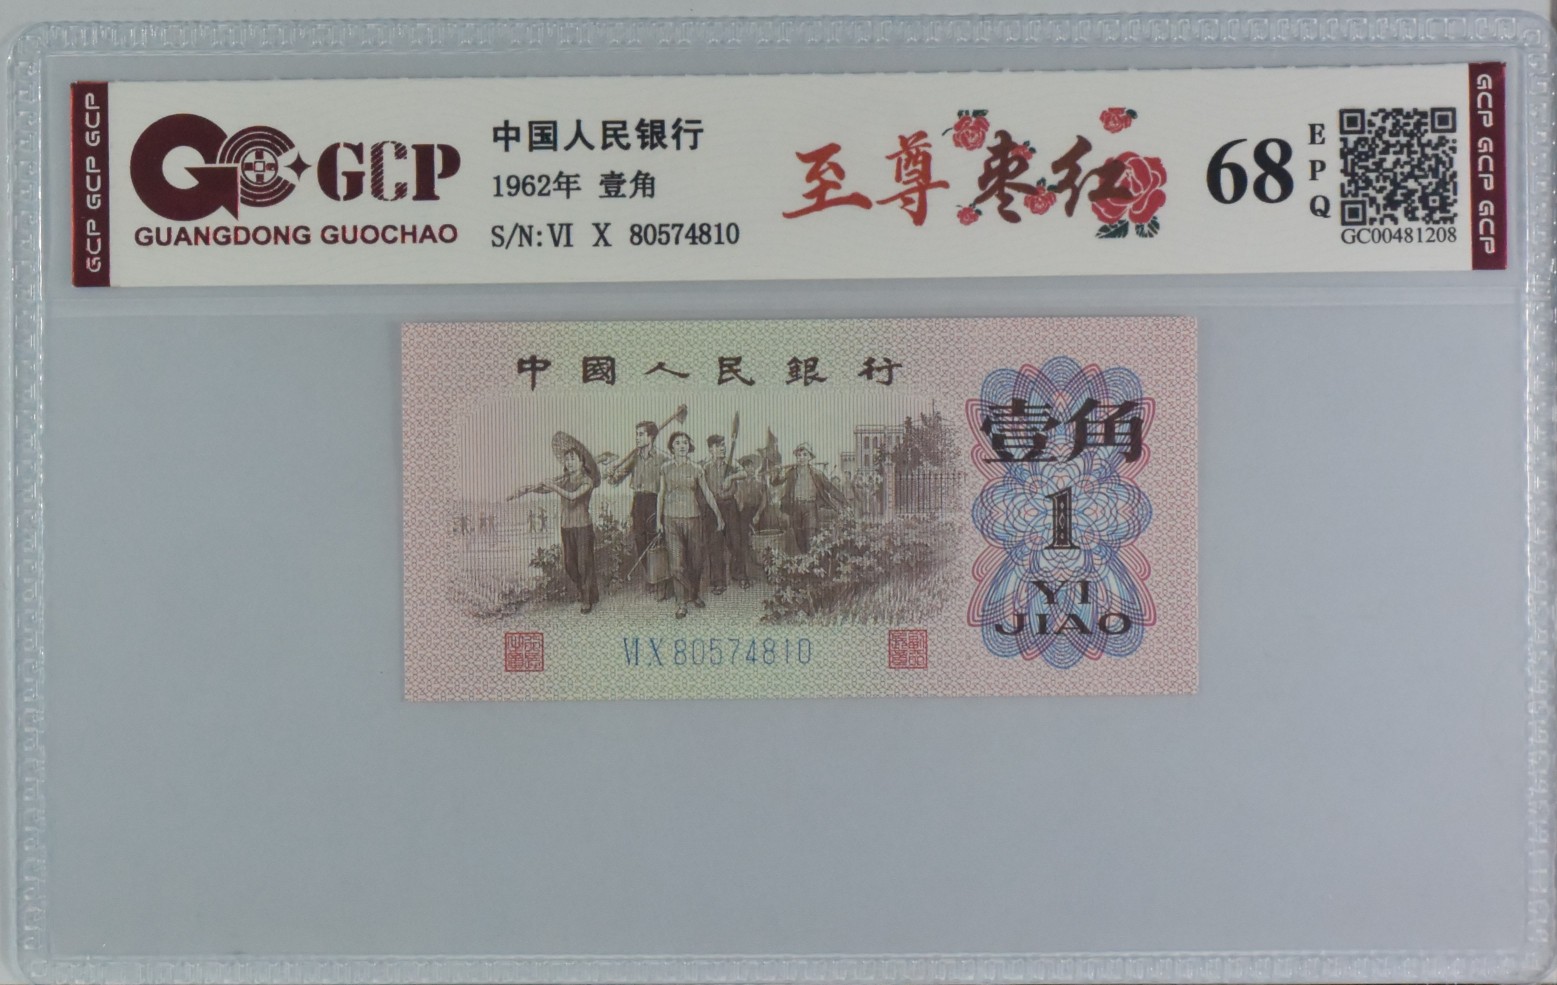 GCP GCP GCP
GCP
GUANGDONG GUOCHAO
中国人民银行
1962年 壹角
S/N:VI X 80574810
至尊枣红
68
EPQ
GC00481208
GCP GCP GCP
中國人民銀行
壹角
1
YI
JIAO
VI X 80574810